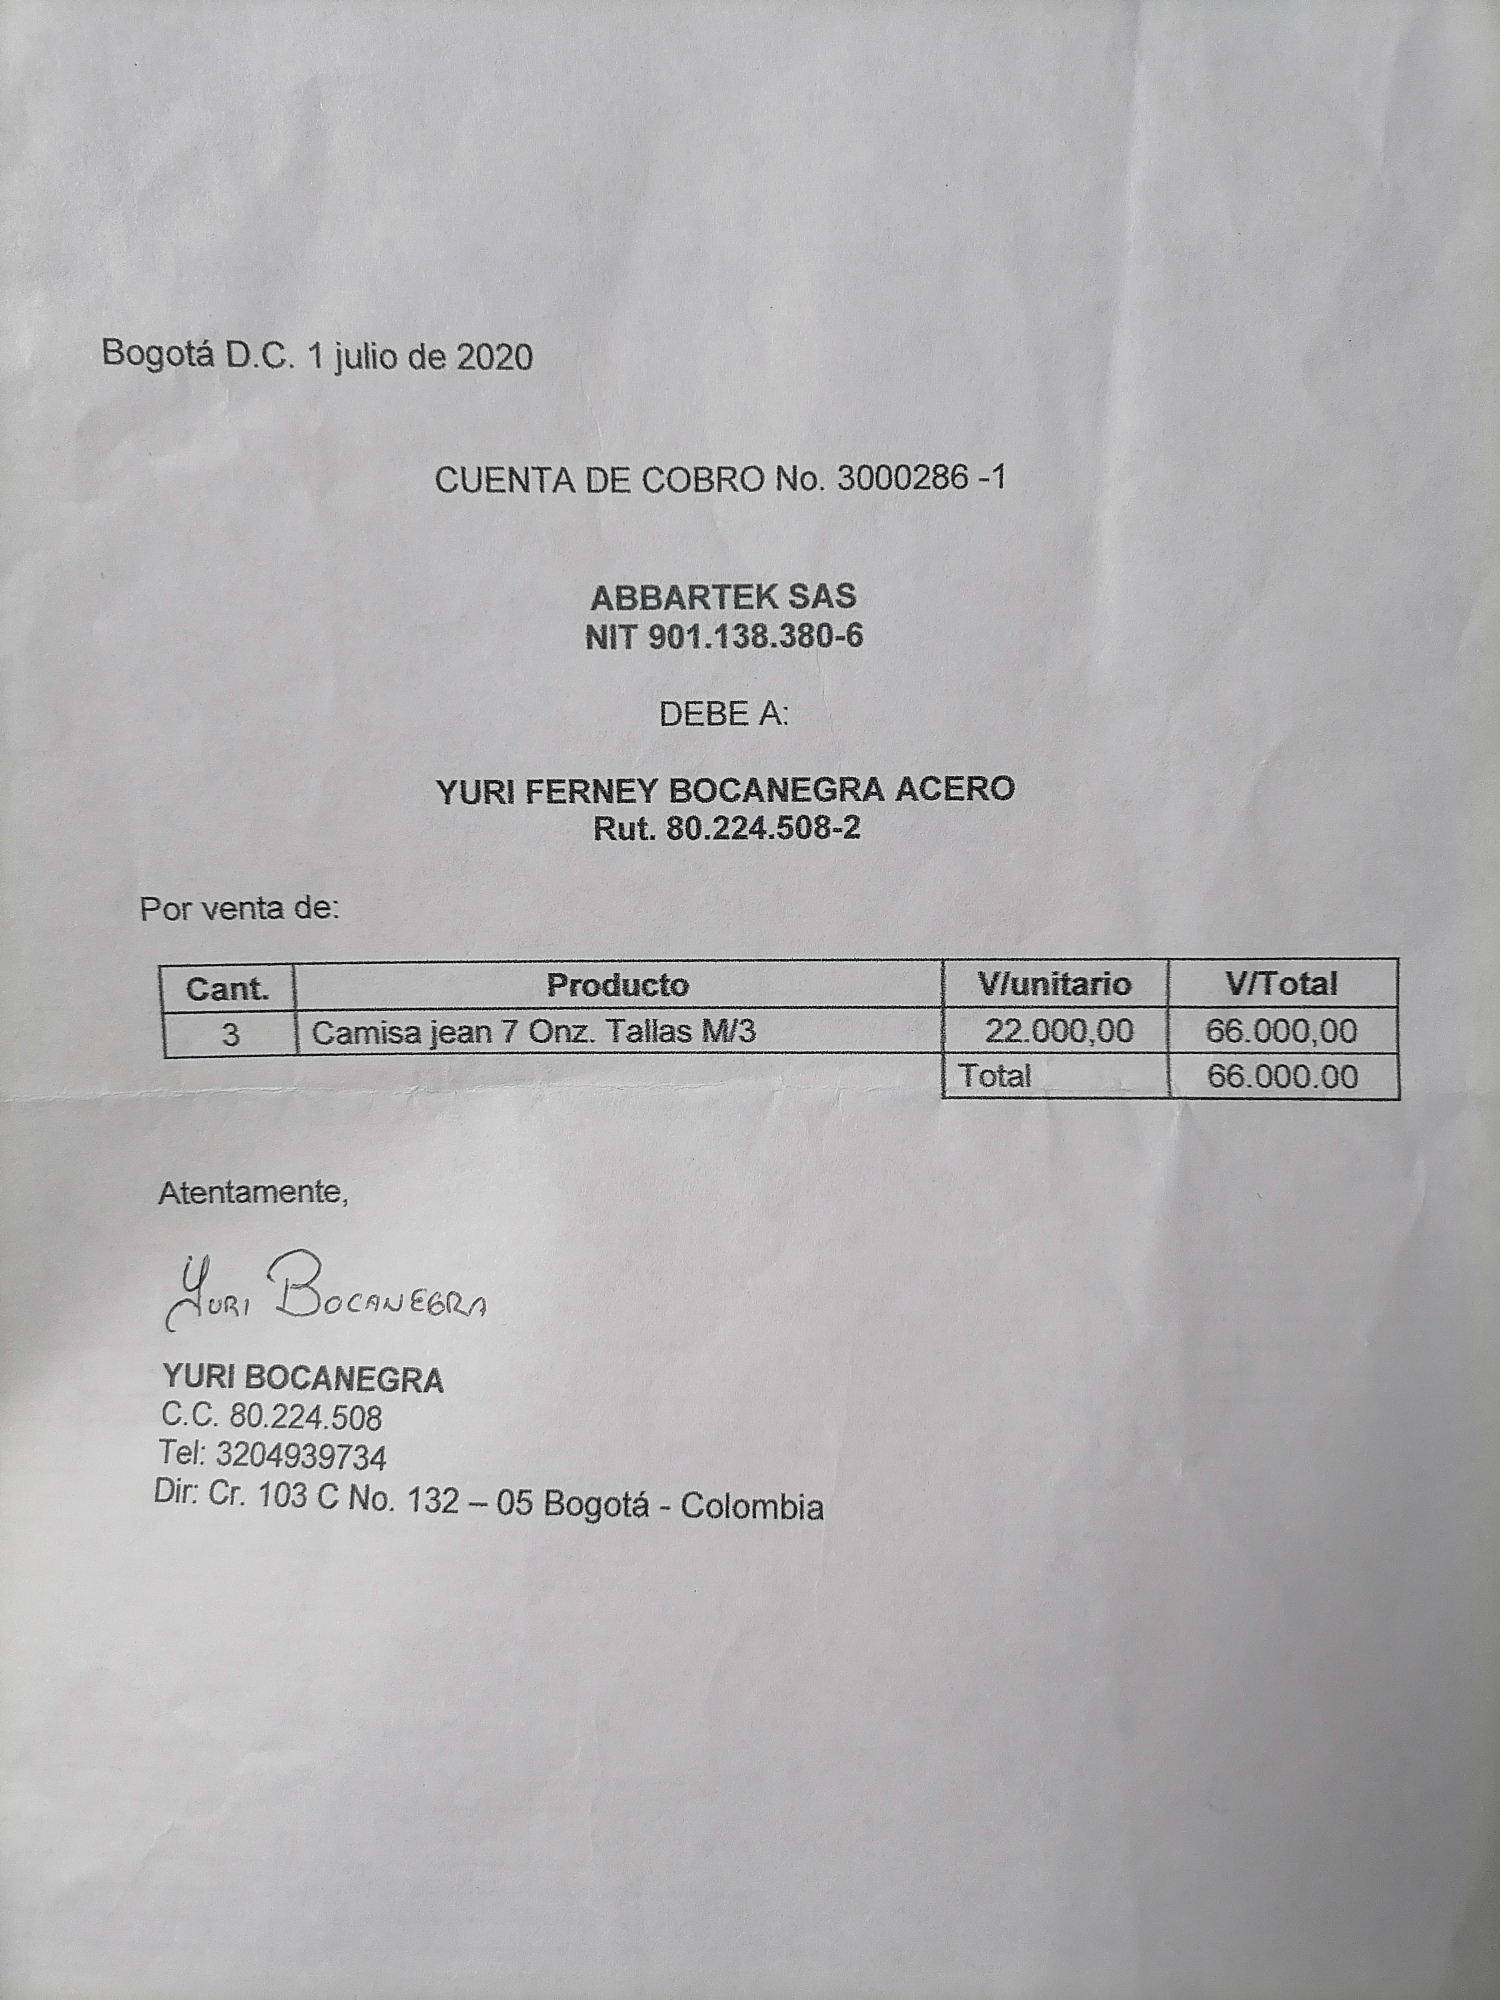 Bogotá D.C. 1 julio de 2020
CUENTA DE COBRO No. 3000286 -1
ABBARTEK SAS
NIT 901.138.380-6
DEBE A:
YURI FERNEY BOCANEGRA ACERO
Rut. 80.224.508-2
Por venta de:
Cant. Producto V/unitario V/Total
3 Camisa jean 7 Onz. Tallas M/3 22.000,00 66.000,00
Total 66.000.00
Atentamente,
YURI BOCANEGRA
YURI BOCANEGRA
C.C. 80.224.508
Tel: 3204939734
Dir: Cr. 103 C No. 132 – 05 Bogotá - Colombia